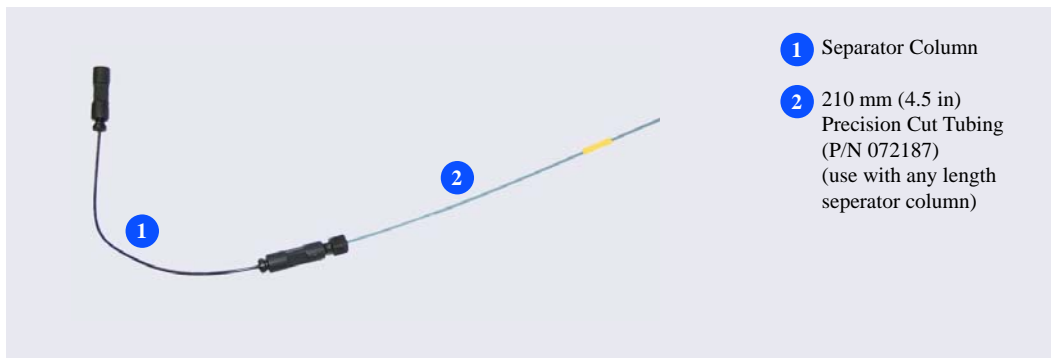 1 Separator Column
2 210 mm (4.5 in)
Precision Cut Tubing
(P/N 072187)
(use with any length
seperator column)
2
1